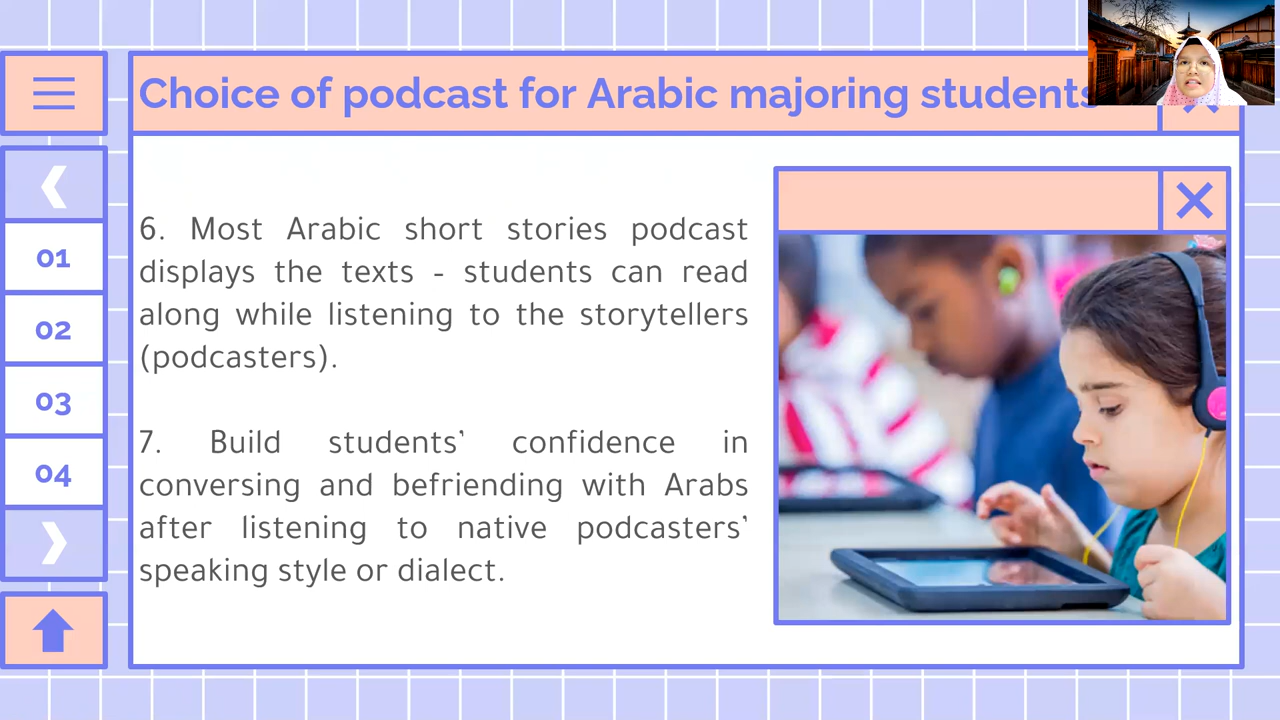 Choice of podcast for Arabic majoring students
01
02
03
04
6. Most Arabic short stories podcast
displays the texts - students can read
along while listening to the storytellers
(podcasters).
7. Build students’ confidence in
conversing and befriending with Arabs
after listening to native podcasters’
speaking style or dialect.